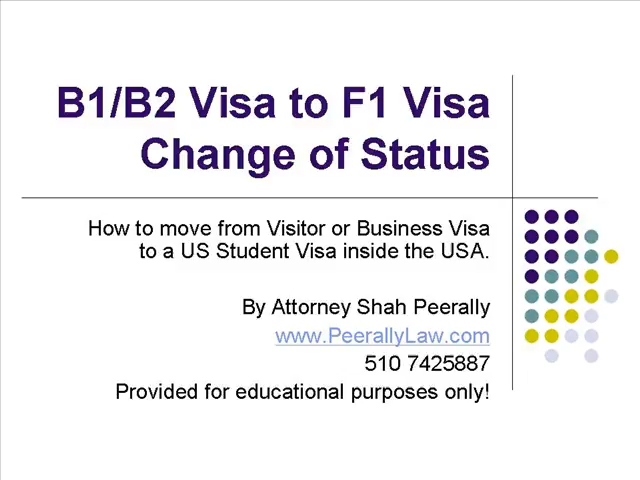 B1/B2 Visa to F1 Visa
Change of Status
How to move from Visitor or Business Visa
to a US Student Visa inside the USA.
By Attorney Shah Peerally
www.PeerallyLaw.com
510 7425887
Provided for educational purposes only!